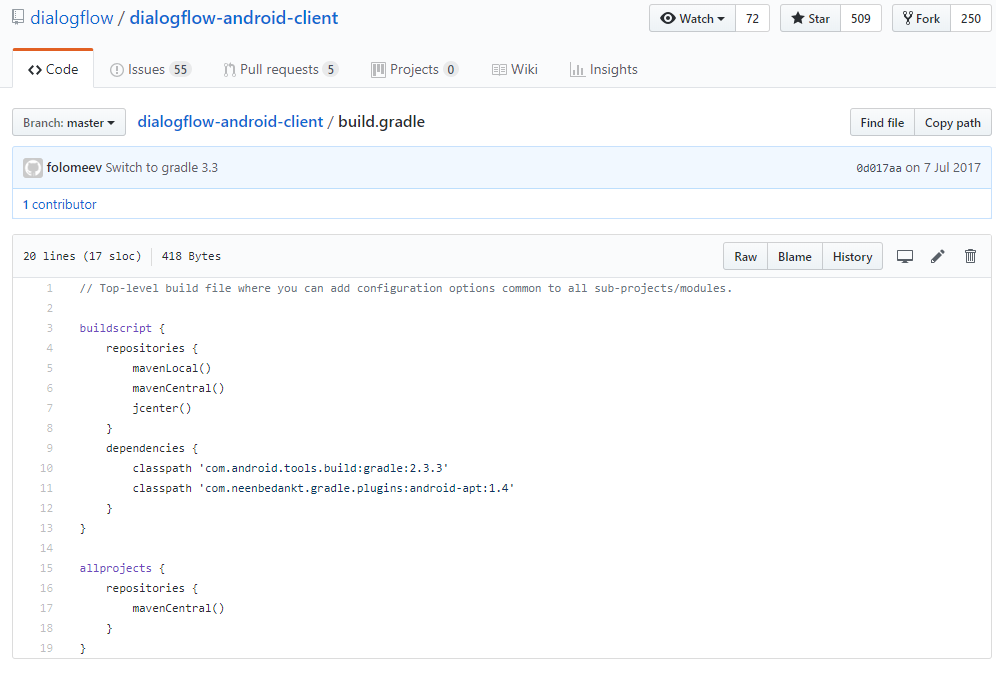 dialogflow / dialogflow-android-client
Watch 72 Star 509 Fork 250
Code Issues 55 Pull requests 5 Projects 0 Wiki Insights
Branch: master dialogflow-android-client / build.gradle Find file Copy path
folomeev Switch to gradle 3.3 0d017aa on 7 Jul 2017
1 contributor
20 lines (17 sloc) 418 Bytes Raw Blame History
1 // Top-level build file where you can add configuration options common to all sub-projects/modules.
2
3 buildscript {
4 repositories {
5 mavenLocal()
6 mavenCentral()
7 jcenter()
8 }
9 dependencies {
10 classpath 'com.android.tools.build:gradle:2.3.3'
11 classpath 'com.neenbedankt.gradle.plugins:android-apt:1.4'
12 }
13 }
14
15 allprojects {
16 repositories {
17 mavenCentral()
18 }
19 }